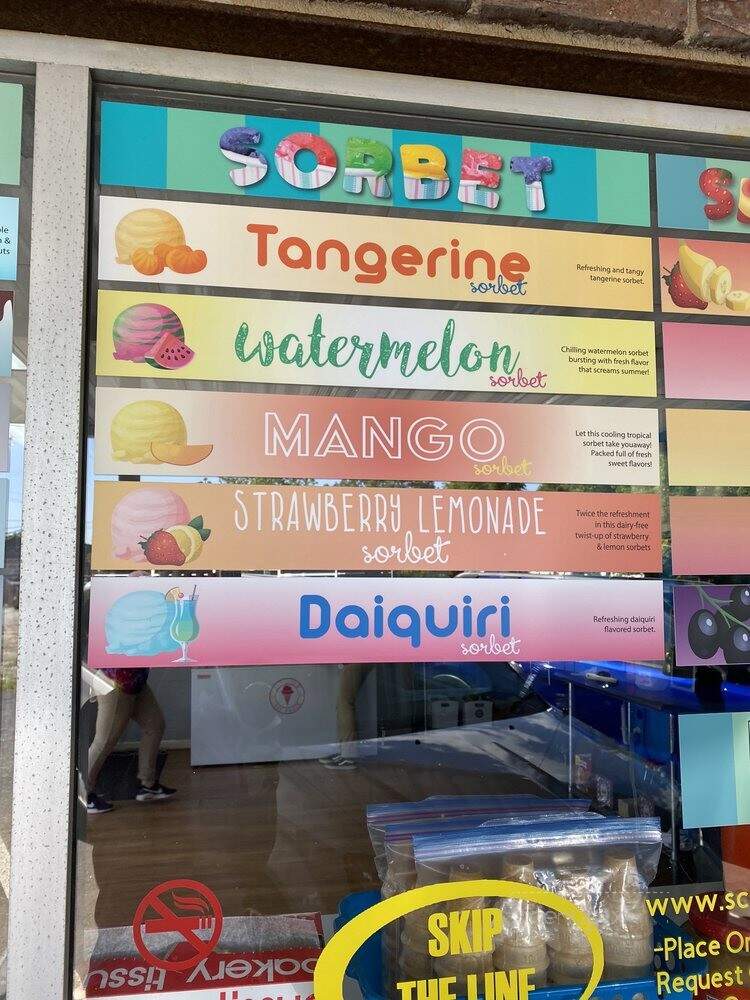 SORBET
Tangerine
sorbet
Refreshing and tangy
tangerine sorbet.
watermelon
sorbet
Chilling watermelon sorbet
bursting with fresh flavor
that screams summer!
MANGO
sorbet
Let this cooling tropical
sorbet take youaway!
Packed full of fresh
sweet flavors!
STRAWBERRY LEMONADE
sorbet
Twice the refreshment
in this dairy-free
twist-up of strawberry
& lemon sorbets
Daiquiri
sorbet
Refreshing daiquiri
flavored sorbet.
SKIP
THE LINE
www.sc
-Place Or
Request
bakery tissu